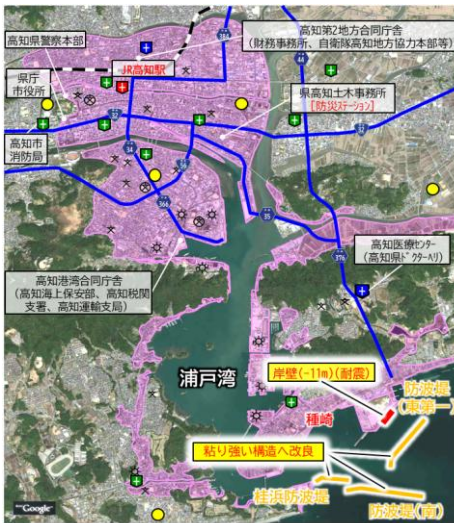 高知県警察本部
高知第2地方合同庁舎
(財務事務所、自衛隊高知地方協力本部等)
JR高知駅
県庁
市役所
県高知土木事務所
[防災ステーション]
高知市
消防局
高知医療センター
(高知県ドクターヘリ)
高知港湾合同庁舎
(高知海上保安部、高知税関
支署、高知運輸支局)
浦戸湾
岸壁(-11m)(耐震)
種崎
防波堤
(東第一)
粘り強い構造へ改良
桂浜防波堤
防波堤(南)
Google